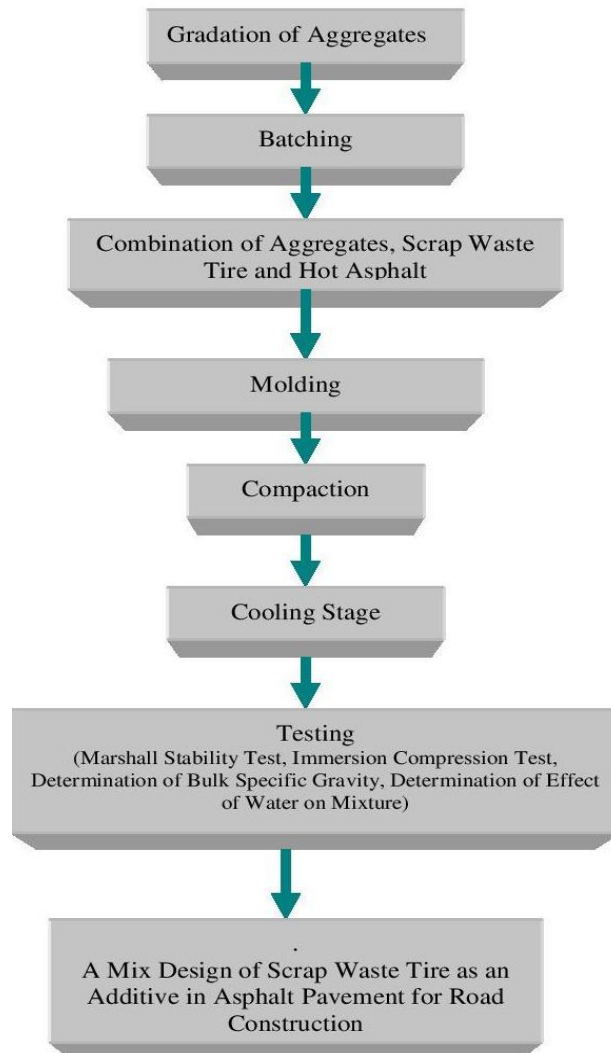 Gradation of Aggregates
Batching
Combination of Aggregates, Scrap Waste
Tire and Hot Asphalt
Molding
Compaction
Cooling Stage
Testing
(Marshall Stability Test, Immersion Compression Test,
Determination of Bulk Specific Gravity, Determination of Effect
of Water on Mixture)
.
A Mix Design of Scrap Waste Tire as an
Additive in Asphalt Pavement for Road
Construction